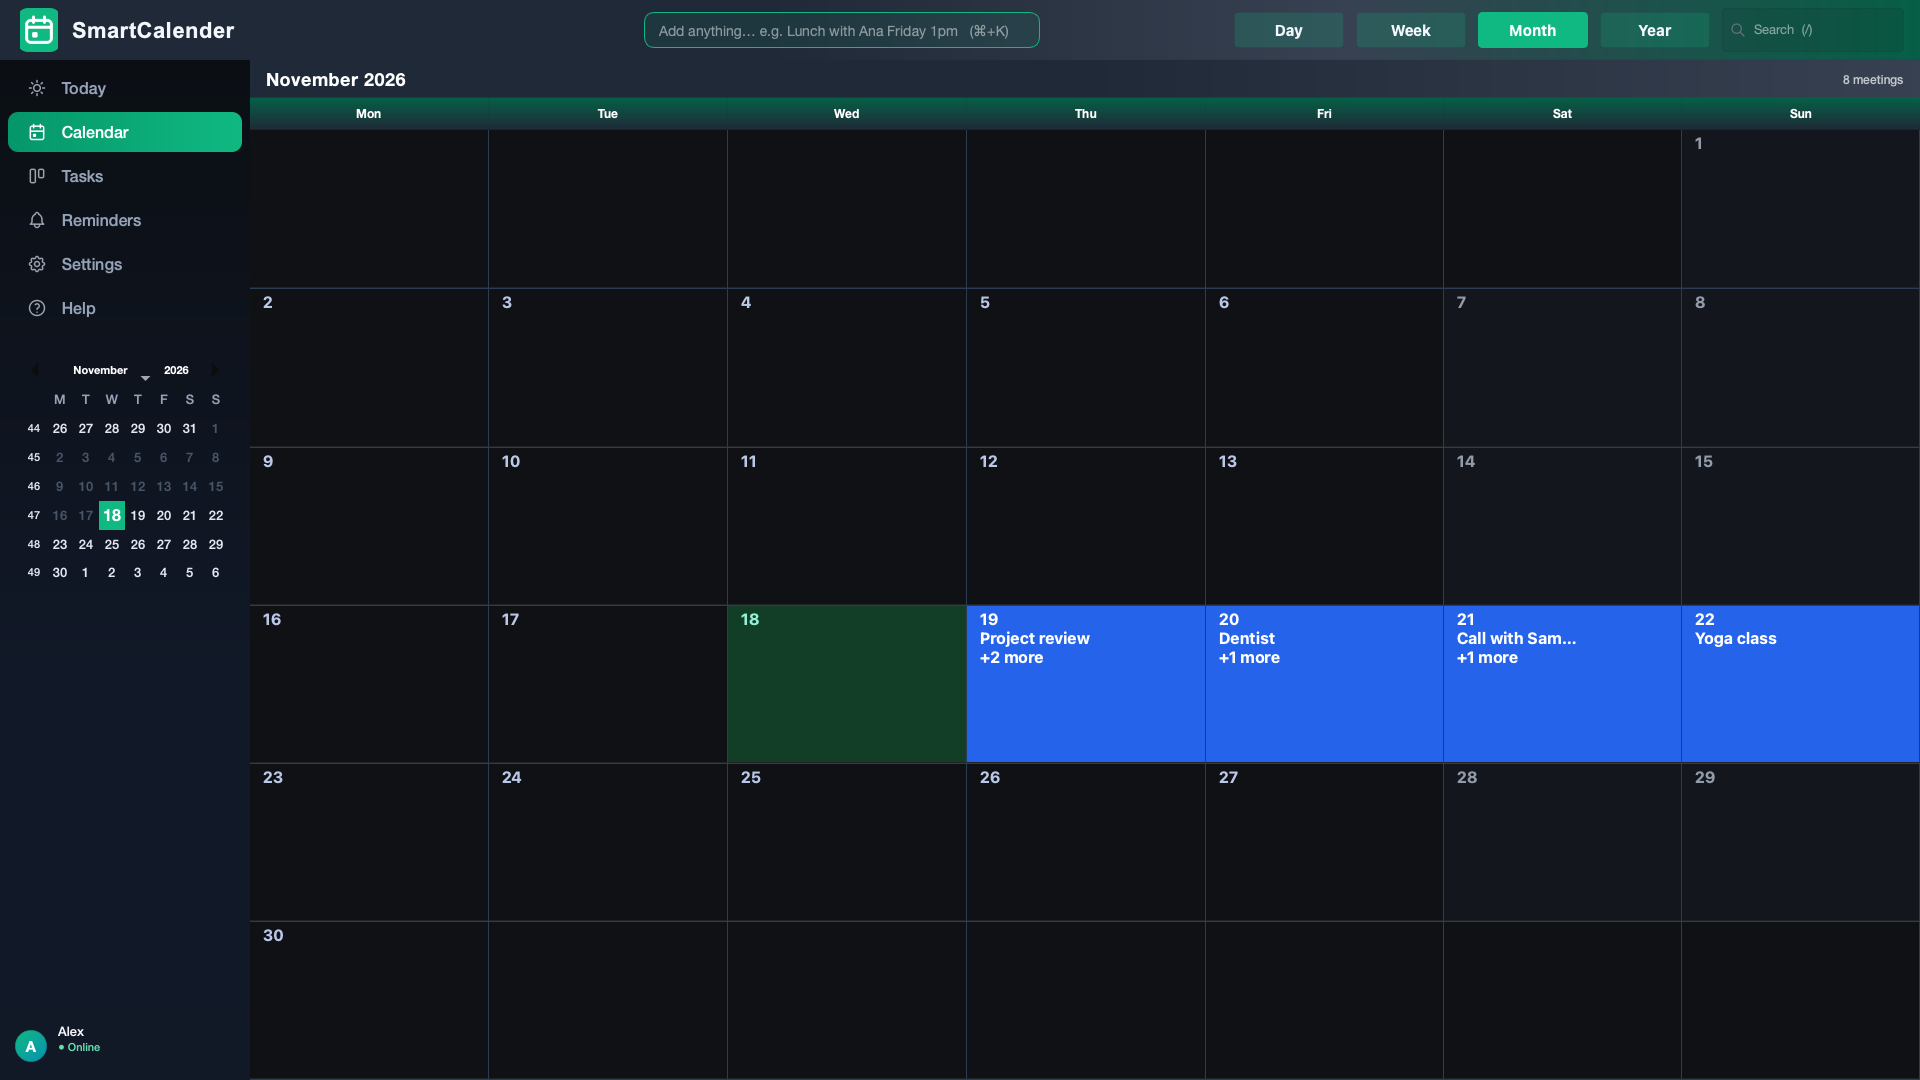 SmartCalender
Add anything... e.g. Lunch with Ana Friday 1pm (⌘+K)
Day
Week
Month
Year
Search (/)
Today
Calendar
Tasks
Reminders
Settings
Help
November 2026
M T W T F S S
44 26 27 28 29 30 31 1
45 2 3 4 5 6 7 8
46 9 10 11 12 13 14 15
47 16 17 18 19 20 21 22
48 23 24 25 26 27 28 29
49 30 1 2 3 4 5 6
A
Alex
• Online
November 2026
8 meetings
Mon Tue Wed Thu Fri Sat Sun
1
2 3 4 5 6 7 8
9 10 11 12 13 14 15
16 17 18 19 20 21 22
Project review Dentist Call with Sam... Yoga class
+2 more +1 more +1 more
23 24 25 26 27 28 29
30